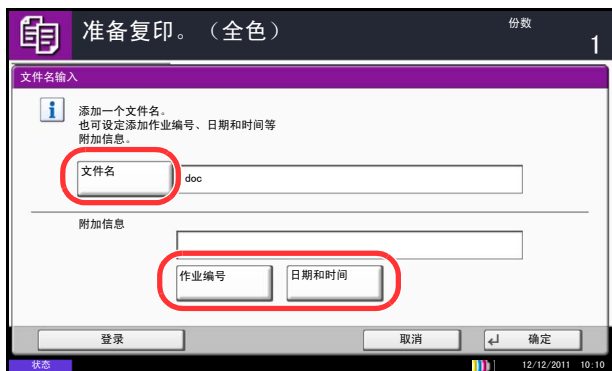 准备复印。（全色）
份数
1
文件名输入
添加一个文件名。
也可设定添加作业编号、日期和时间等
附加信息。
文件名
doc
附加信息
作业编号
日期和时间
登录
取消
确定
状态
12/12/2011 10:10